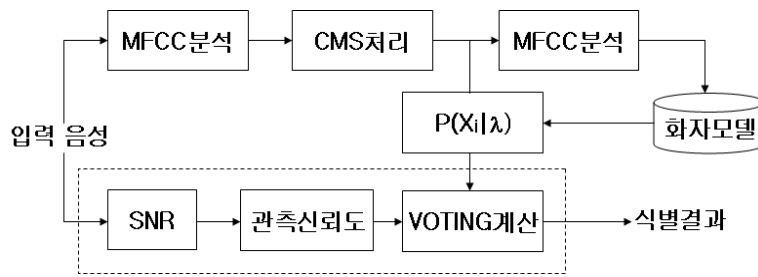 MFCC분석
CMS처리
MFCC분석
입력 음성
P(Xi|λ)
화자모델
SNR
관측신뢰도
VOTING계산
식별결과